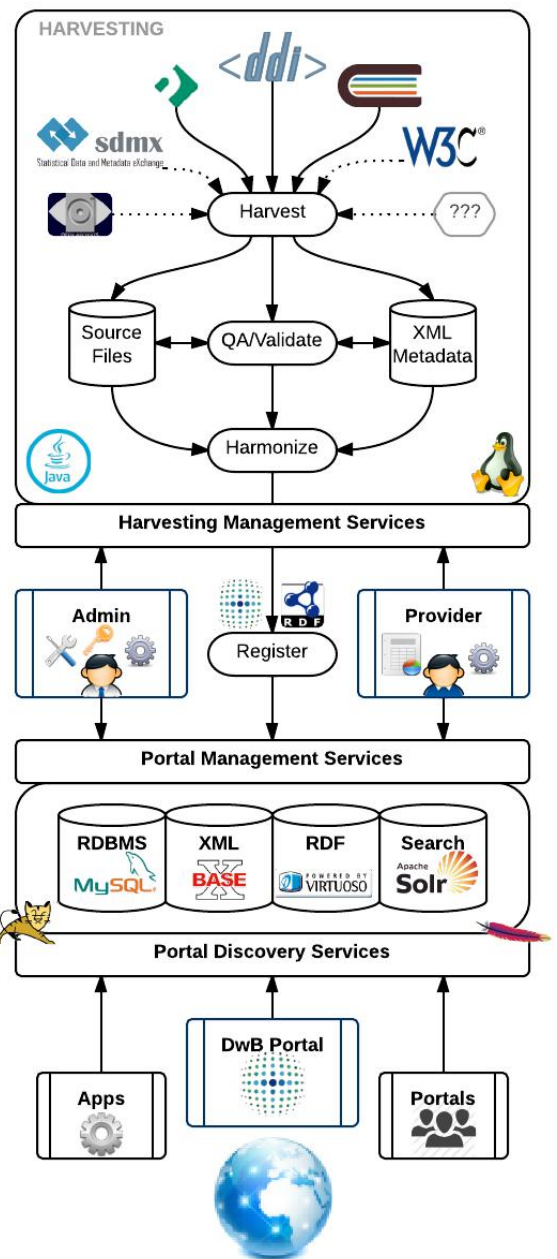 HARVESTING
<ddi>
sdmx
Statistical Data and Metadata eXchange
W3C®
Harvest
???
Source
Files
QA/Validate
XML
Metadata
Harmonize
Java
Harvesting Management Services
Admin
RDF
Provider
Register
Portal Management Services
RDBMS
MySQL®
XML
X
BASE
RDF
POWERED BY
VIRTUOSO
Search
Apache
Solr
Portal Discovery Services
DwB Portal
Apps
Portals